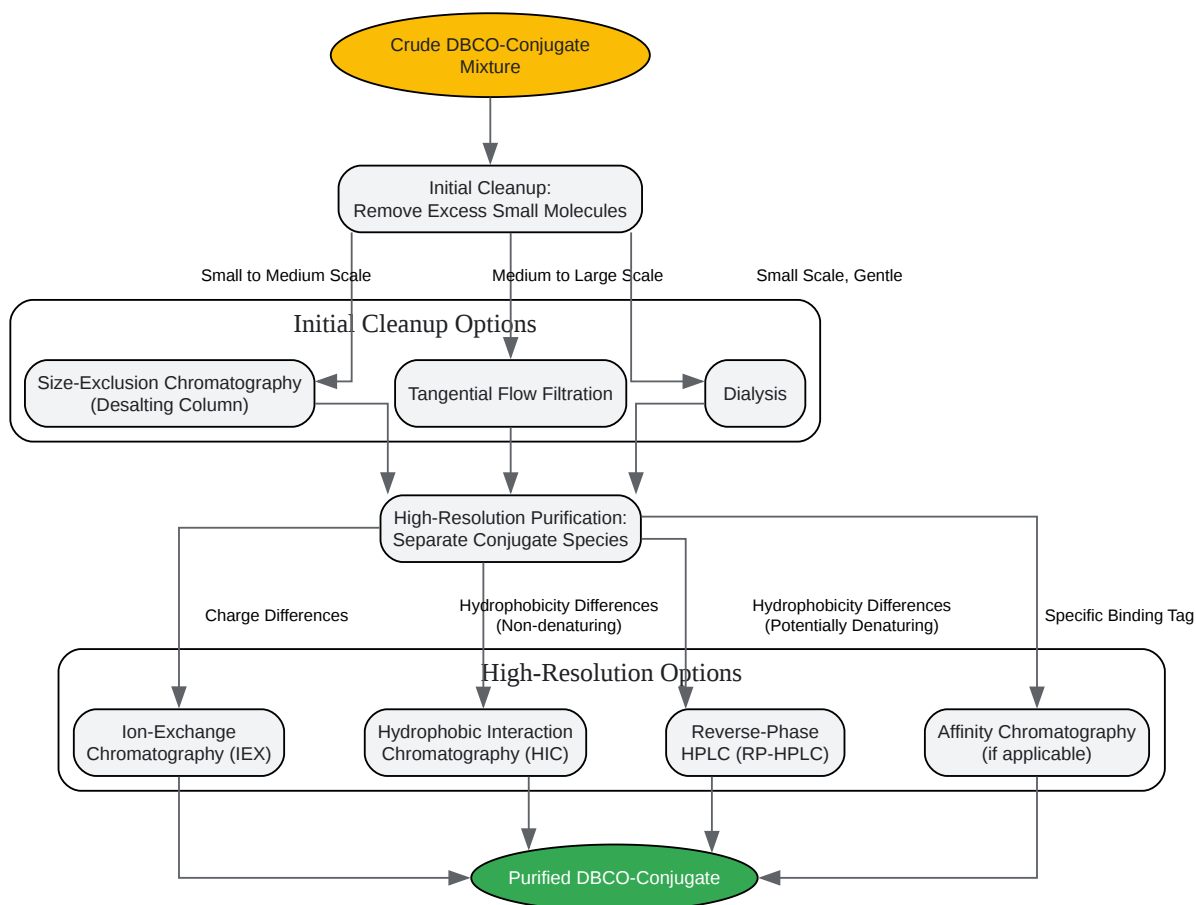 Crude DBCO-Conjugate
Mixture
Initial Cleanup:
Remove Excess Small Molecules
Small to Medium Scale
Medium to Large Scale
Small Scale, Gentle
Initial Cleanup Options
Size-Exclusion Chromatography
(Desalting Column)
Tangential Flow Filtration
Dialysis
High-Resolution Purification:
Separate Conjugate Species
Charge Differences
Hydrophobicity Differences
(Non-denaturing)
Hydrophobicity Differences
(Potentially Denaturing)
Specific Binding Tag
High-Resolution Options
Ion-Exchange
Chromatography (IEX)
Hydrophobic Interaction
Chromatography (HIC)
Reverse-Phase
HPLC (RP-HPLC)
Affinity Chromatography
(if applicable)
Purified DBCO-Conjugate